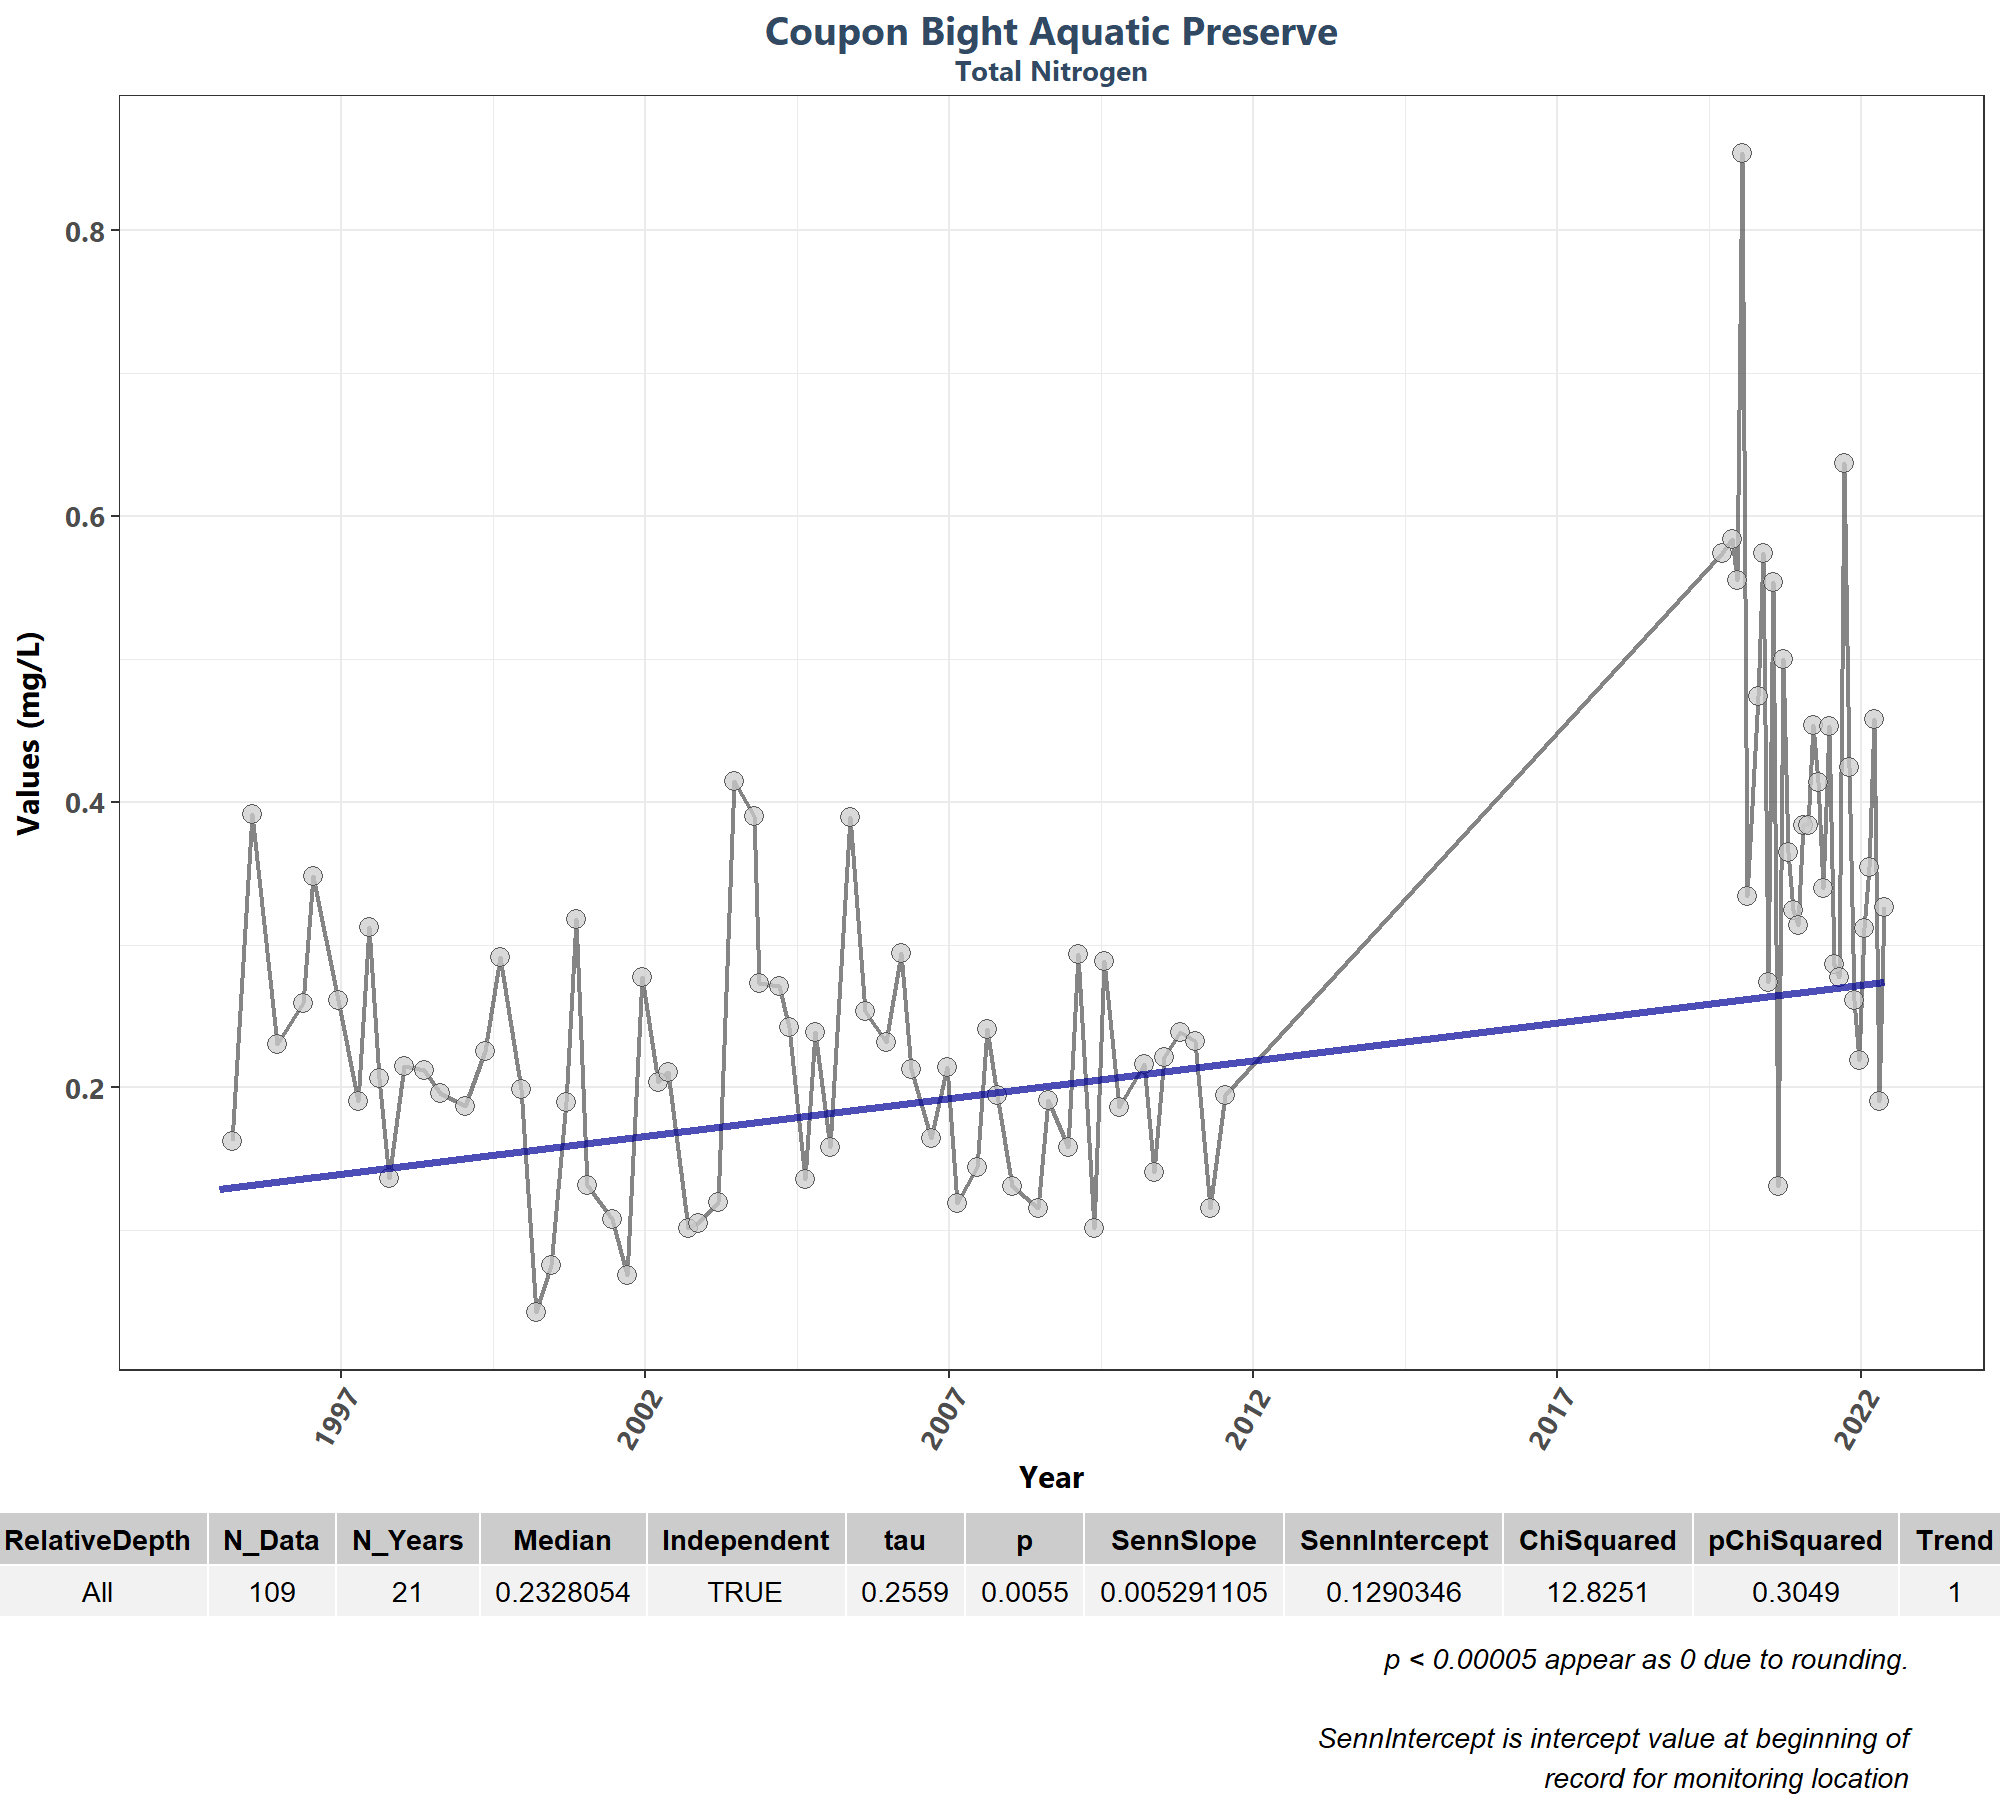 Coupon Bight Aquatic Preserve
Total Nitrogen
Values (mg/L)
0.8
0.6
0.4
0.2
1997 2002 2007 2012 2017 2022
Year
RelativeDepth N_Data N_Years Median Independent tau p SennSlope SennIntercept ChiSquared pChiSquared Trend
All 109 21 0.2328054 TRUE 0.2559 0.0055 0.005291105 0.1290346 12.8251 0.3049 1
p < 0.00005 appear as 0 due to rounding.
SennIntercept is intercept value at beginning of
record for monitoring location